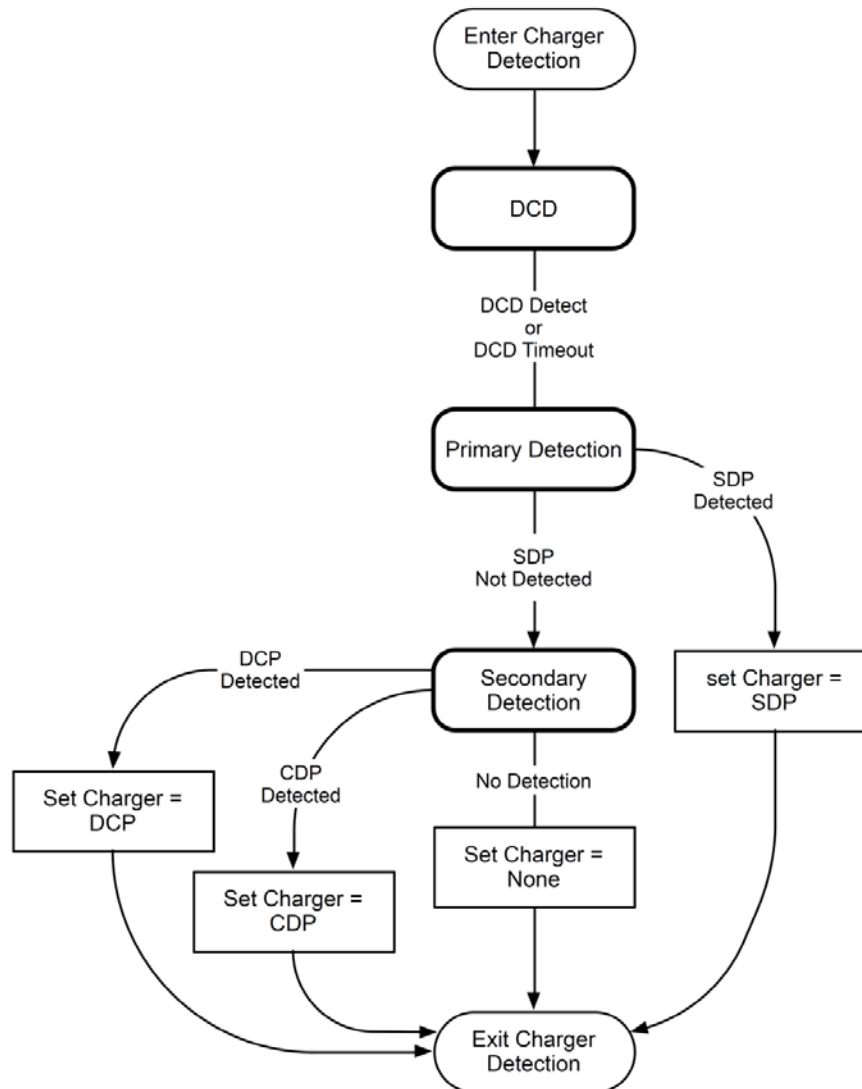 Enter Charger
Detection
DCD
DCD Detect
or
DCD Timeout
Primary Detection
SDP
Detected
SDP
Not Detected
DCP
Detected
Secondary
Detection
set Charger =
SDP
CDP
Detected
No Detection
Set Charger =
DCP
Set Charger =
None
Set Charger =
CDP
Exit Charger
Detection